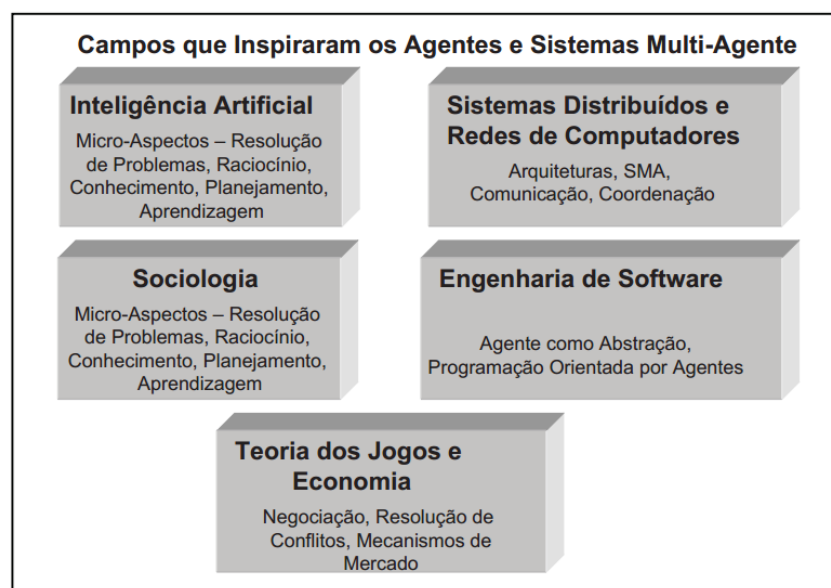 Campos que Inspiraram os Agentes e Sistemas Multi-Agente
Inteligência Artificial
Micro-Aspectos – Resolução
de Problemas, Raciocínio,
Conhecimento, Planejamento,
Aprendizagem
Sistemas Distribuídos e
Redes de Computadores
Arquiteturas, SMA,
Comunicação, Coordenação
Sociologia
Micro-Aspectos – Resolução
de Problemas, Raciocínio,
Conhecimento, Planejamento,
Aprendizagem
Engenharia de Software
Agente como Abstração,
Programação Orientada por Agentes
Teoria dos Jogos e
Economia
Negociação, Resolução de
Conflitos, Mecanismos de
Mercado